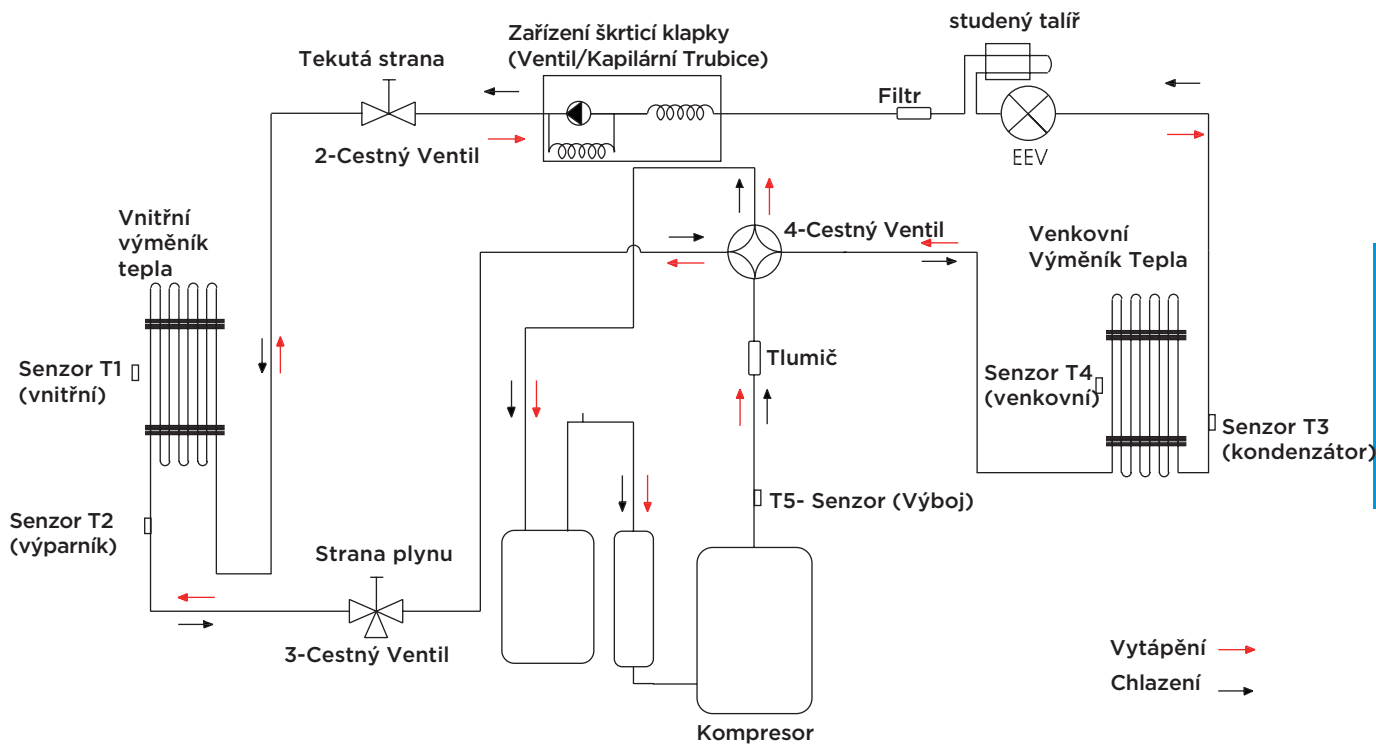 studený talíř
Zařízení škrticí klapky
(Ventil/Kapilární Trubice)
Tekutá strana
Filtr
2-Cestný Ventil
EEV
Vnitřní
výměník
tepla
4-Cestný Ventil
Venkovní
Výměník Tepla
Tlumič
Senzor T1
(vnitřní)
Senzor T4
(venkovní)
Senzor T3
(kondenzátor)
T5- Senzor (Výboj)
Senzor T2
(výparník)
Strana plynu
3-Cestný Ventil
Vytápění
Chlazení
Kompresor